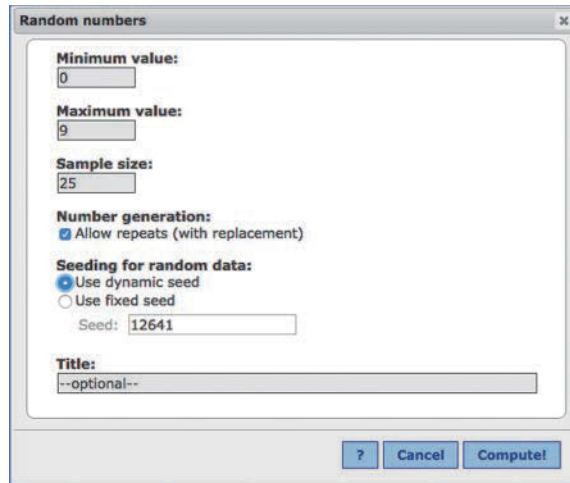 Random numbers x
Minimum value:
0
Maximum value:
9
Sample size:
25
Number generation:
Allow repeats (with replacement)
Seeding for random data:
Use dynamic seed
Use fixed seed
Seed: 12641
Title:
--optional--
? Cancel Compute!